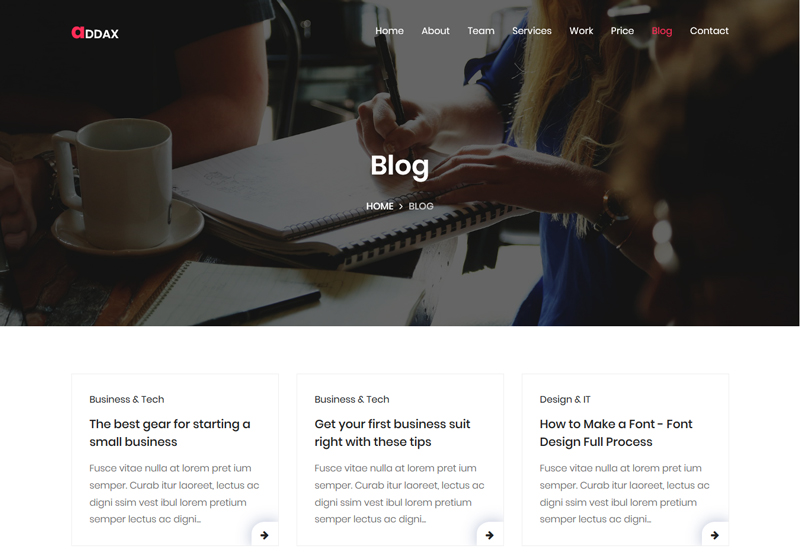 aDDAX
Home About Team Services Work Price Blog Contact
Blog
HOME > BLOG
Business & Tech
The best gear for starting a
small business
Fusce vitae nulla at lorem pret ium
semper. Curab itur laoreet, lectus ac
digni ssim vest ibul lorem pretium
semper lectus ac digni...
Business & Tech
Get your first business suit
right with these tips
Fusce vitae nulla at lorem pret ium
semper. Curab itur laoreet, lectus ac
digni ssim vest ibul lorem pretium
semper lectus ac digni...
Design & IT
How to Make a Font - Font
Design Full Process
Fusce vitae nulla at lorem pret ium
semper. Curab itur laoreet, lectus ac
digni ssim vest ibul lorem pretium
semper lectus ac digni...